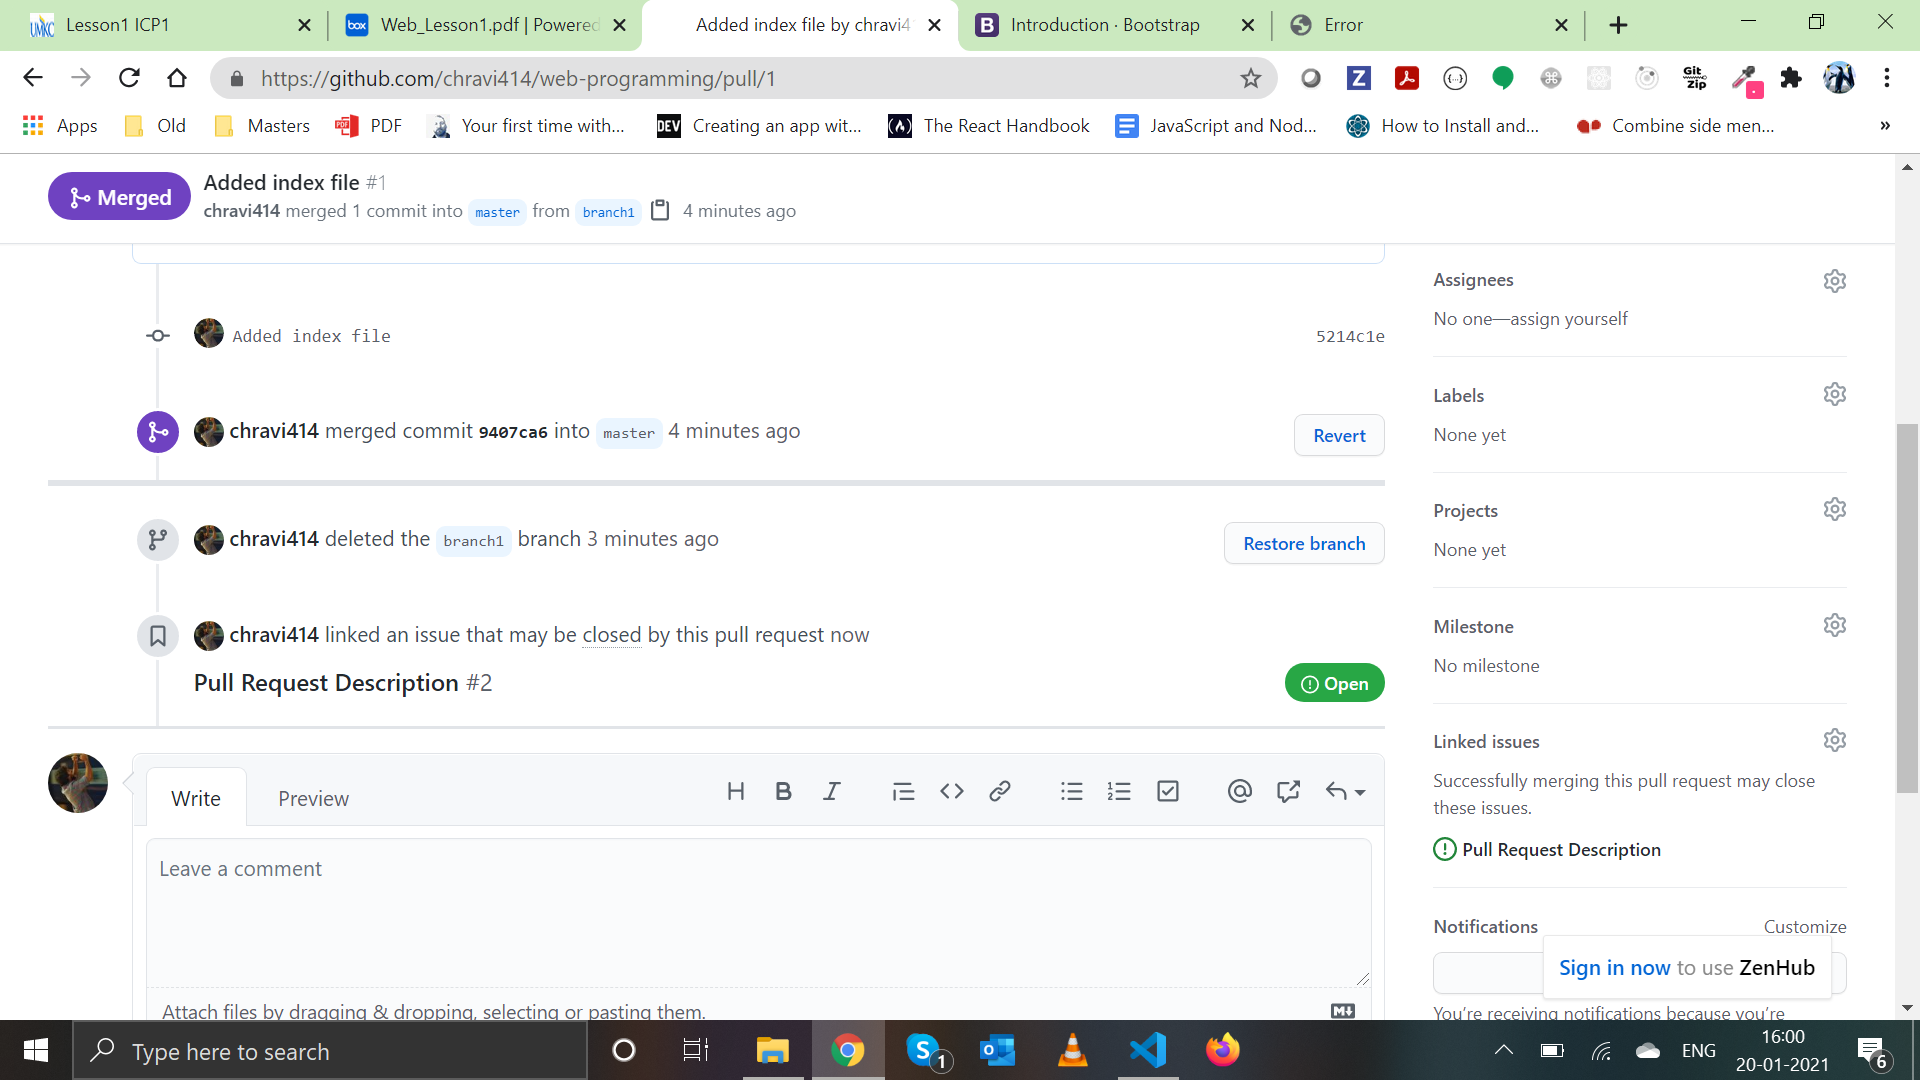 Lesson1 ICP1
Web_Lesson1.pdf | Powered
Added index file by chravi41
Introduction · Bootstrap
Error
https://github.com/chravi414/web-programming/pull/1
Apps
Old
Masters
PDF
Your first time with...
DEV
Creating an app wit...
The React Handbook
JavaScript and Nod...
How to Install and...
Combine side men...
»
Merged
Added index file #1
chravi414 merged 1 commit into master from branch1 4 minutes ago
Added index file
5214c1e
chravi414 merged commit 9407ca6 into master 4 minutes ago
Revert
chravi414 deleted the branch1 branch 3 minutes ago
Restore branch
chravi414 linked an issue that may be closed by this pull request now
Pull Request Description #2
Open
Write
Preview
Leave a comment
Attach files by dragging & dropping, selecting or pasting them.
Assignees
No one—assign yourself
Labels
None yet
Projects
None yet
Milestone
No milestone
Linked issues
Successfully merging this pull request may close
these issues.
Pull Request Description
Notifications
Customize
Sign in now to use ZenHub
You're receiving notifications because you're
Type here to search
1
ENG
16:00
20-01-2021
6